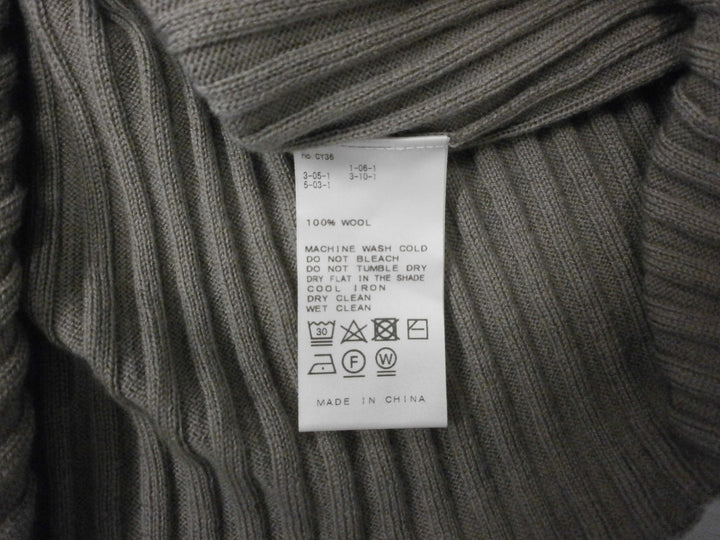 no. CY36
1-06-1
3-05-1 3-10-1
5-03-1
100% WOOL
MACHINE WASH COLD
DO NOT BLEACH
DO NOT TUMBLE DRY
DRY FLAT IN THE SHADE
COOL IRON
DRY CLEAN
WET CLEAN
30
F W
MADE IN CHINA